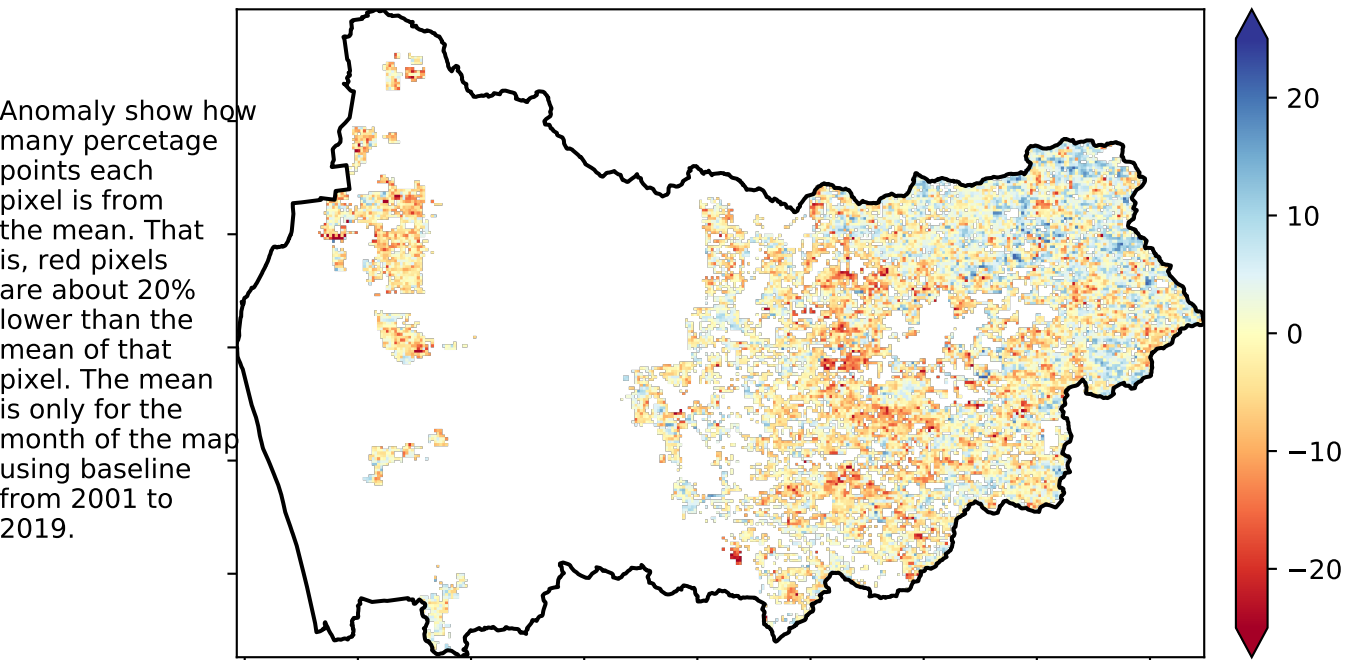 Anomaly show how
many percetage
points each
pixel is from
the mean. That
is, red pixels
are about 20%
lower than the
mean of that
pixel. The mean
is only for the
month of the map
using baseline
from 2001 to
2019.
20
10
0
−10
−20